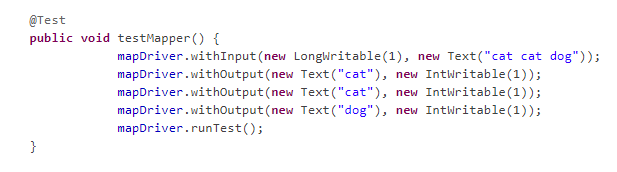 @Test
public void testMapper() {
mapDriver.withInput(new LongWritable(1), new Text("cat cat dog"));
mapDriver.withOutput(new Text("cat"), new IntWritable(1));
mapDriver.withOutput(new Text("cat"), new IntWritable(1));
mapDriver.withOutput(new Text("dog"), new IntWritable(1));
mapDriver.runTest();
}